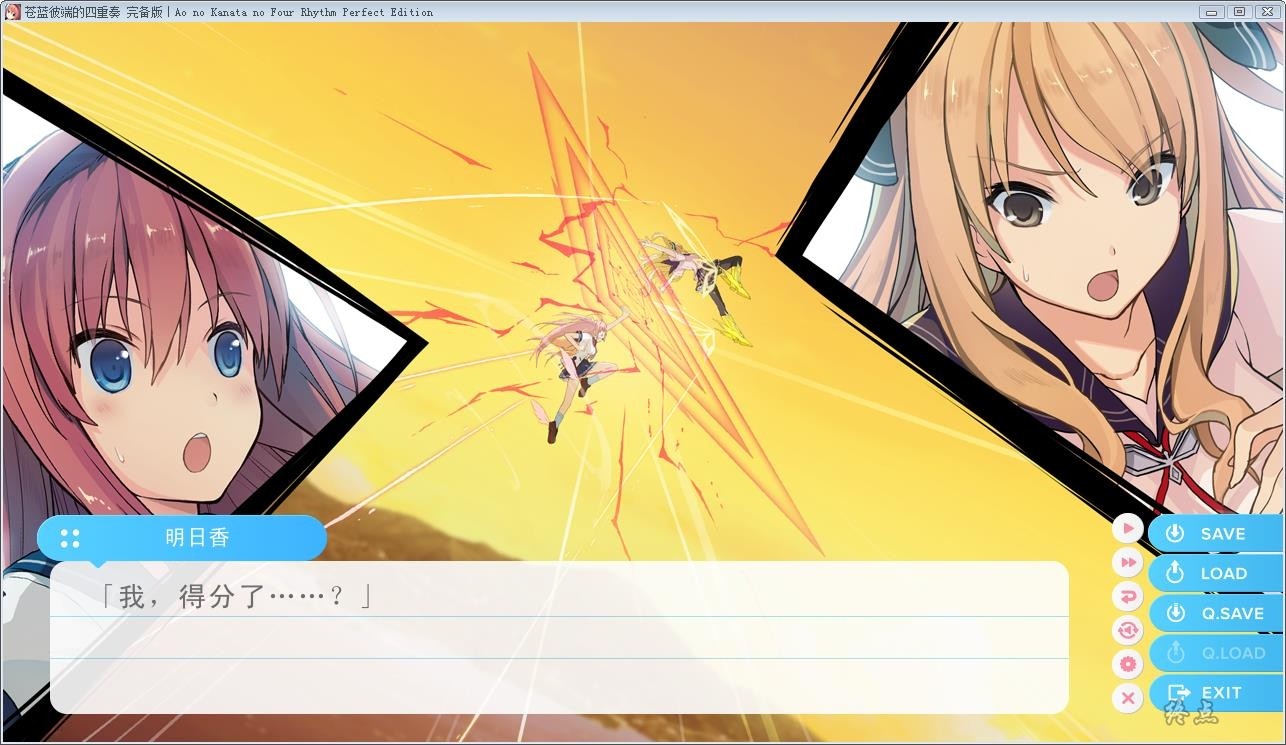 苍蓝彼端的四重奏 完备版 | Ao no Kanata no Four Rhythm Perfect Edition
明日香
「我，得分了……？」
SAVE
LOAD
Q.SAVE
Q.LOAD
EXIT
终点